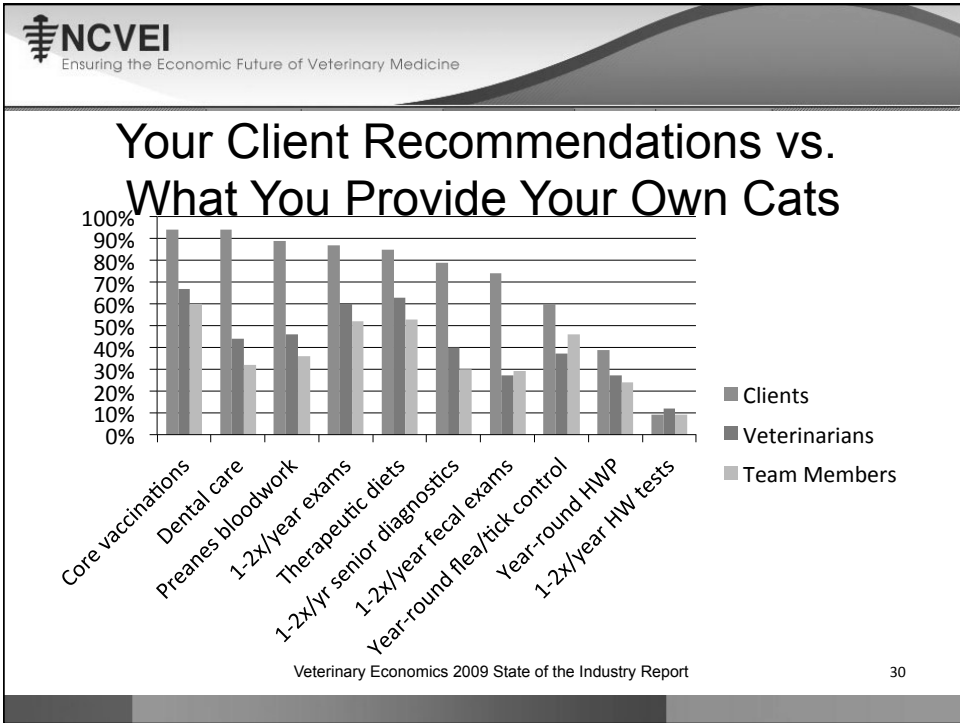 NCVEI
Ensuring the Economic Future of Veterinary Medicine
Your Client Recommendations vs.
What You Provide Your Own Cats
100%
90%
80%
70%
60%
50%
40%
30%
20%
10%
0%
Core vaccinations
Dental care
Preanes bloodwork
1-2x/year exams
Therapeutic diets
1-2x/yr senior diagnostics
1-2x/year fecal exams
Year-round flea/tick control
Year-round HWP
1-2x/year HW tests
Clients
Veterinarians
Team Members
Veterinary Economics 2009 State of the Industry Report
30